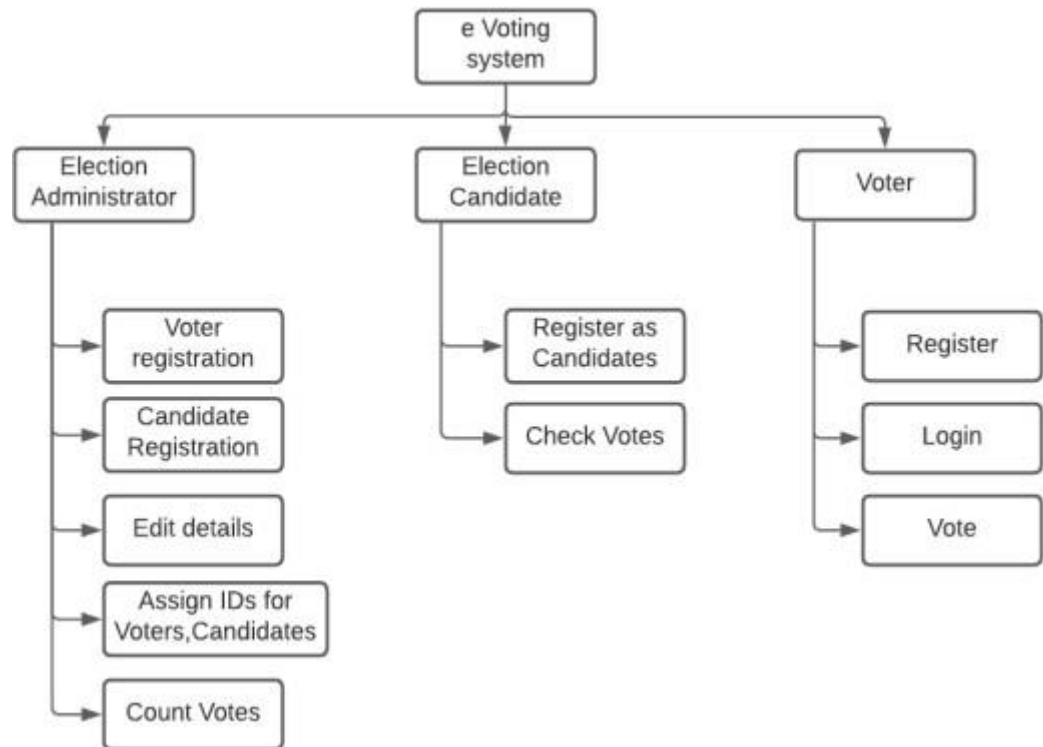 e Voting
system
Election
Administrator
Election
Candidate
Voter
Voter
registration
Candidate
Registration
Edit details
Assign IDs for
Voters,Candidates
Count Votes
Register as
Candidates
Check Votes
Register
Login
Vote